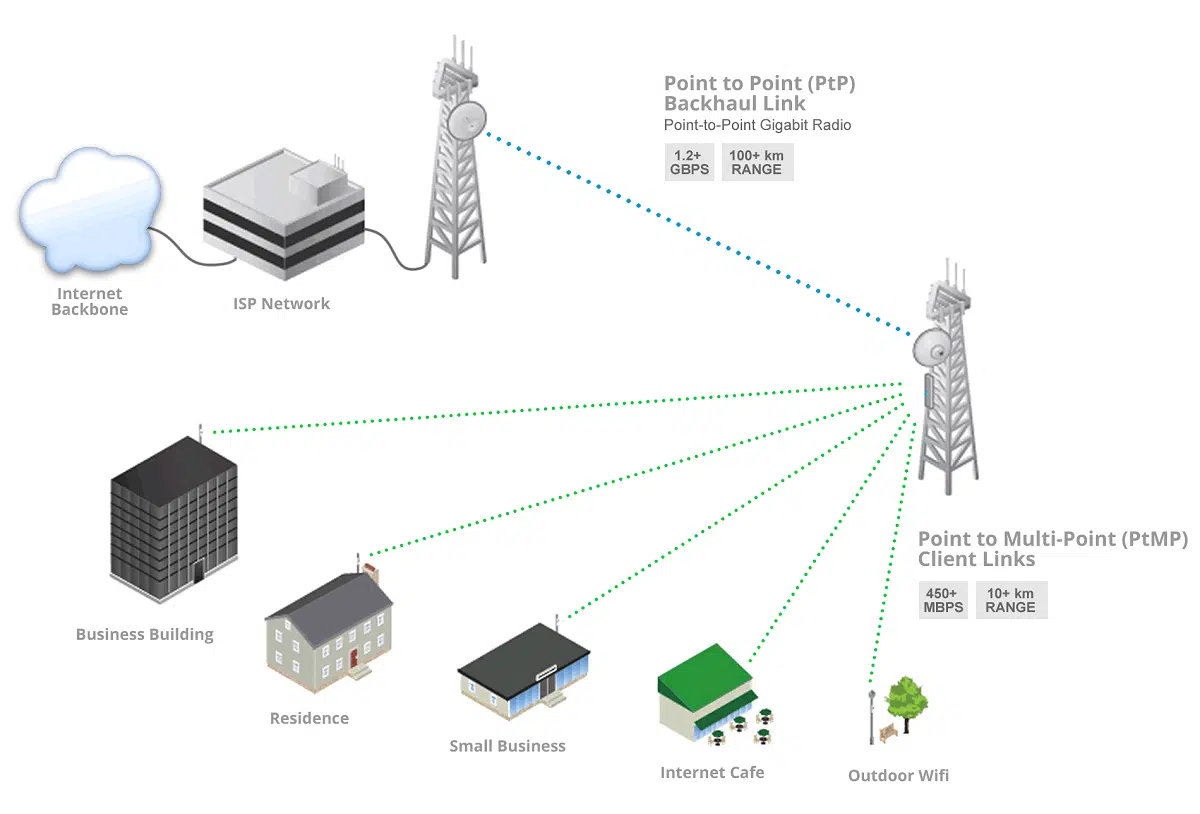 Point to Point (PtP)
Backhaul Link
Point-to-Point Gigabit Radio
1.2+
GBPS
100+ km
RANGE
Internet
Backbone
ISP Network
Point to Multi-Point (PtMP)
Client Links
450+
MBPS
10+ km
RANGE
Business Building
Residence
Small Business
Internet Cafe
Outdoor Wifi